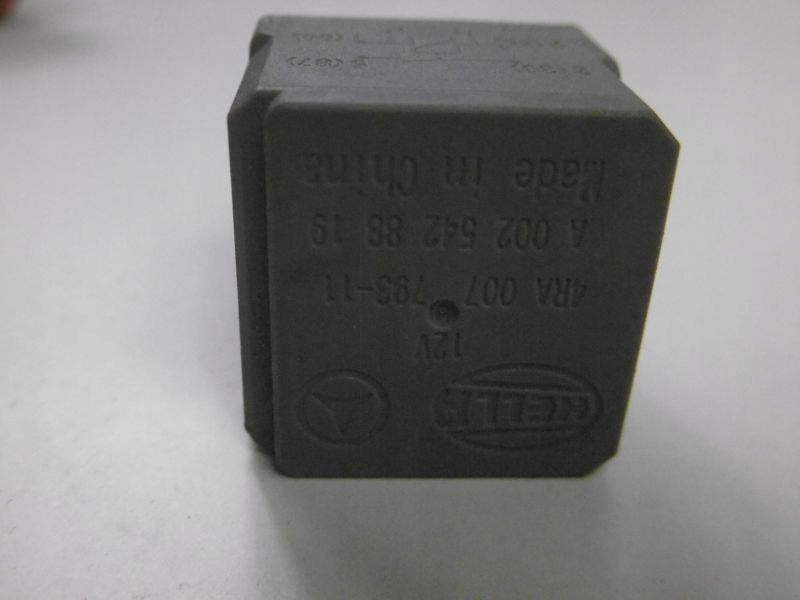 HELLA
12V
4RA 007 793-11
A 002 542 88 19
Made in China